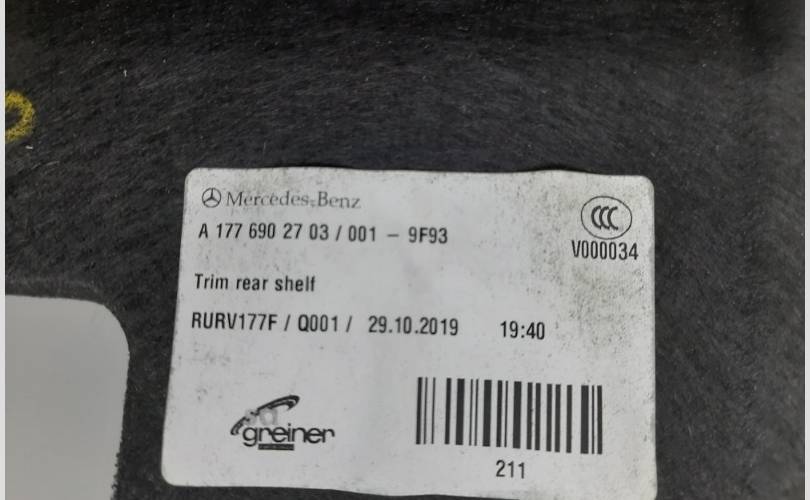 Mercedes-Benz
CCC
A 177 690 27 03 / 001 - 9F93
V000034
Trim rear shelf
RURV177F / Q001 / 29.10.2019 19:40
greiner
211